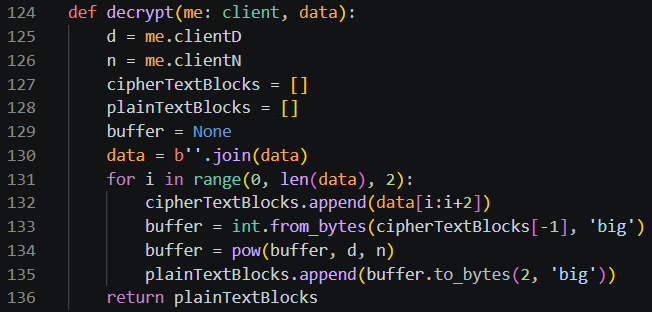 124 def decrypt(me: client, data):
125     d = me.clientD
126     n = me.clientN
127     cipherTextBlocks = []
128     plainTextBlocks = []
129     buffer = None
130     data = b''.join(data)
131     for i in range(0, len(data), 2):
132         cipherTextBlocks.append(data[i:i+2])
133         buffer = int.from_bytes(cipherTextBlocks[-1], 'big')
134         buffer = pow(buffer, d, n)
135         plainTextBlocks.append(buffer.to_bytes(2, 'big'))
136     return plainTextBlocks